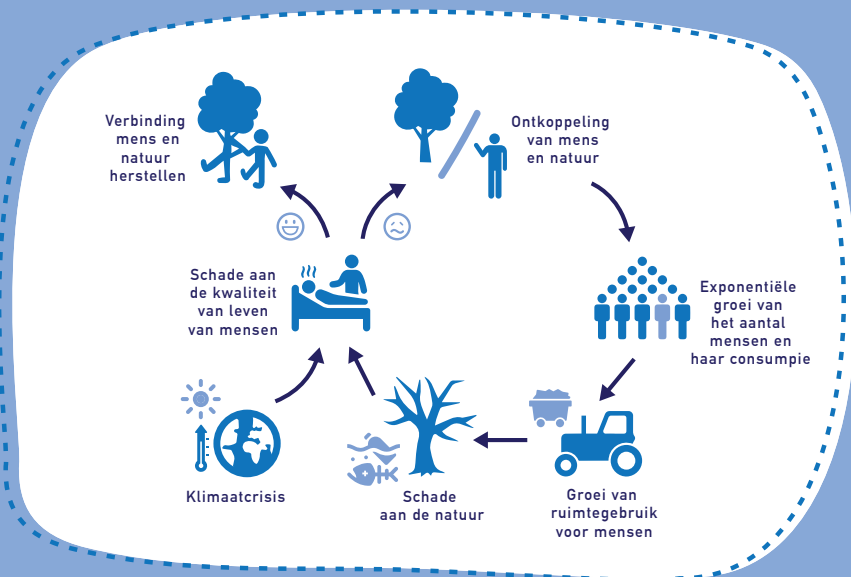 Verbinding
mens en
natuur
herstellen
Ontkoppeling
van mens
en natuur
Schade aan
de kwaliteit
van leven
van mensen
Exponentiële
groei van
het aantal
mensen en
haar consumpie
Klimaatcrisis
Schade
aan de natuur
Groei van
ruimtegebruik
voor mensen